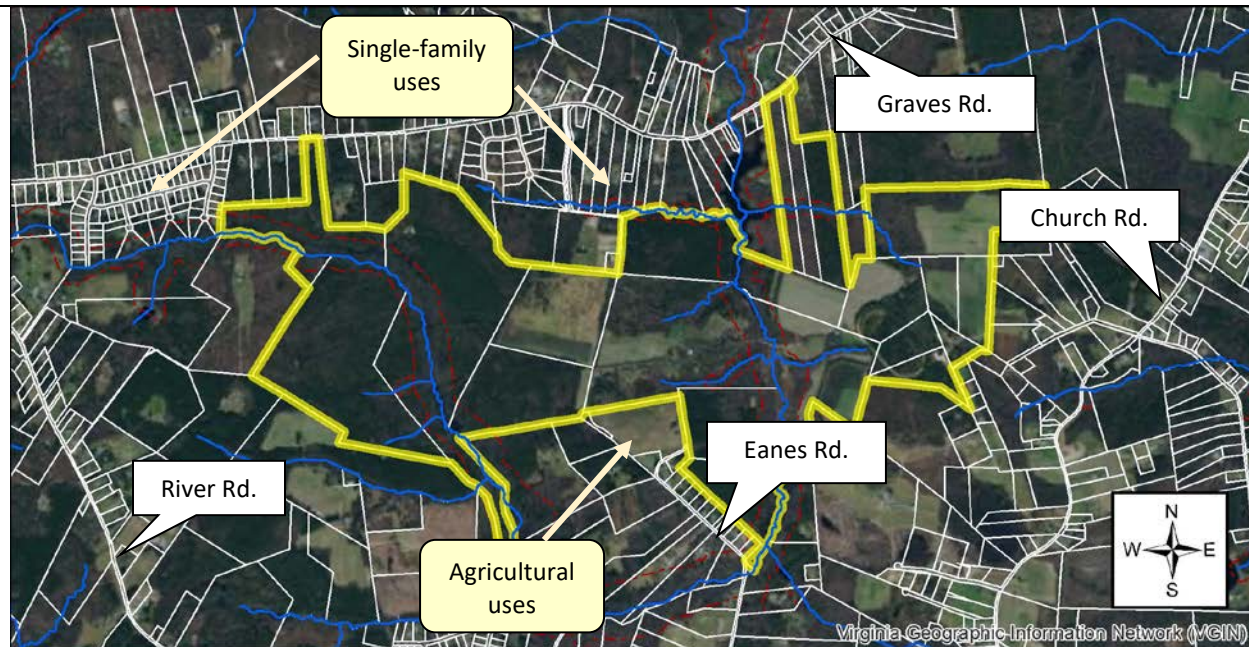 Single-family
uses
Graves Rd.
Church Rd.
Eanes Rd.
River Rd.
Agricultural
uses
N
W E
S
Virginia Geographic Information Network (VGIN)